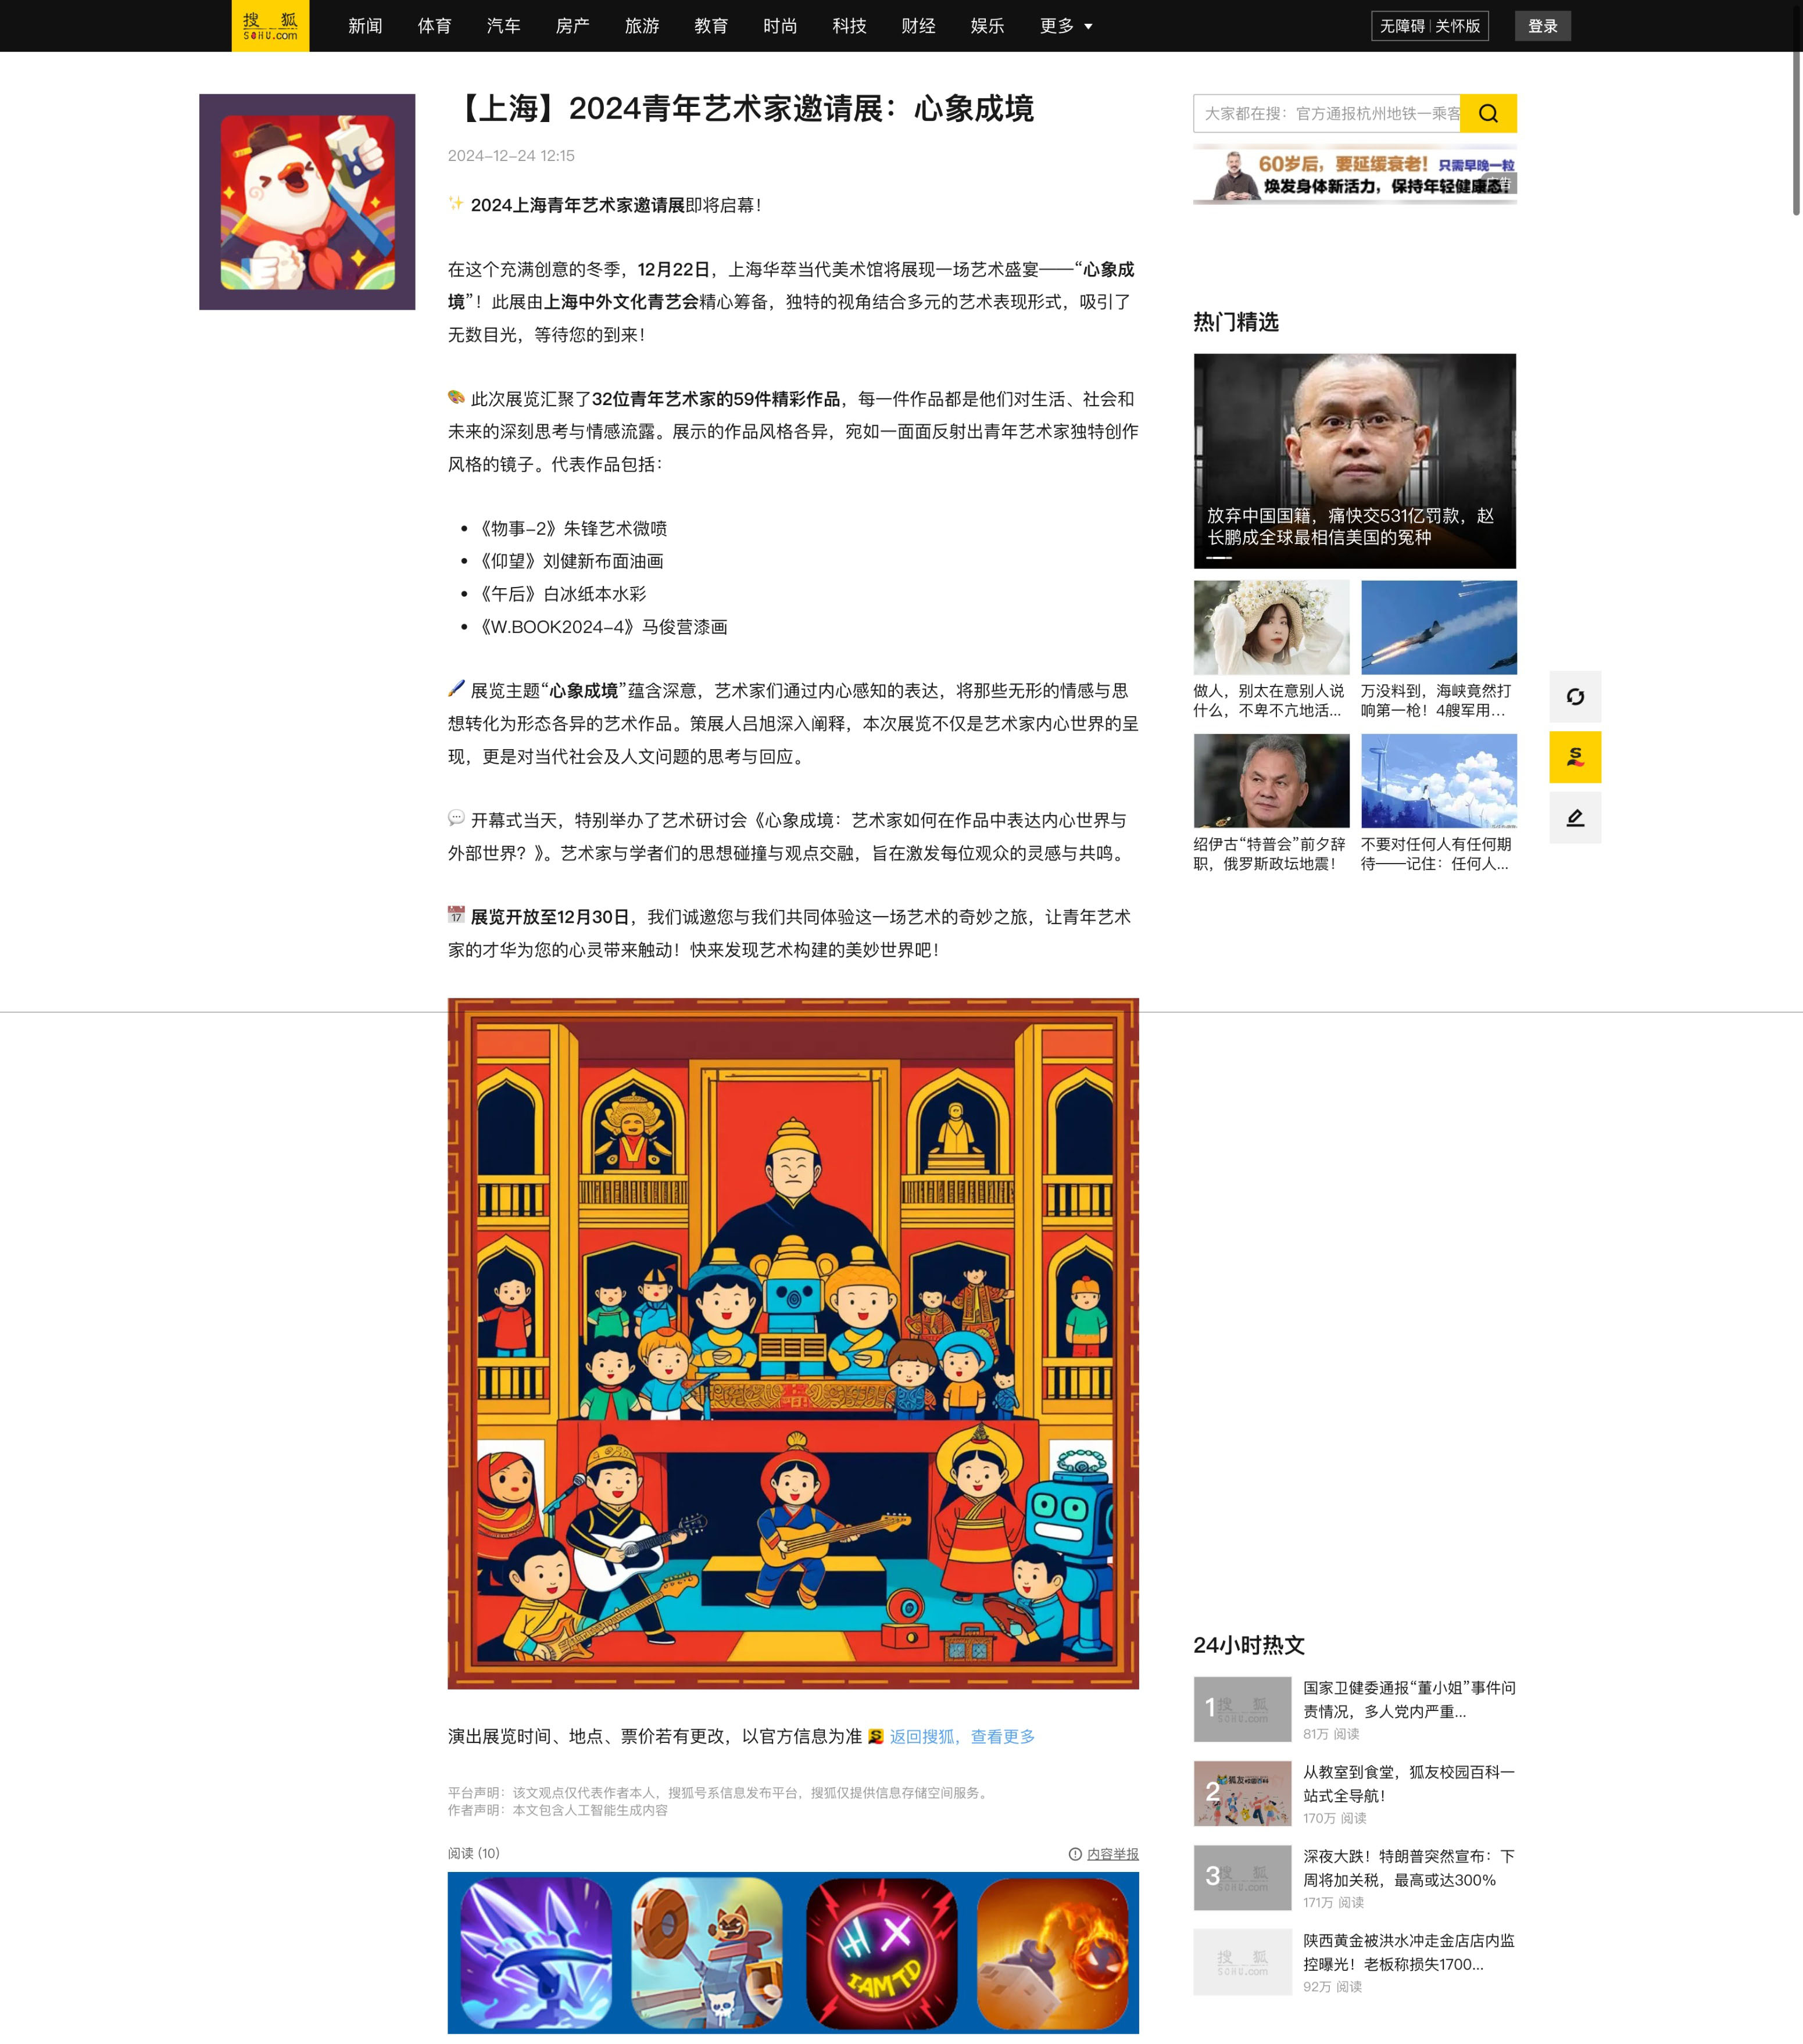 搜 狐
SOHU.com
新闻 体育 汽车 房产 旅游 教育 时尚 科技 财经 娱乐 更多
无障碍 关怀版
登录
【上海】2024青年艺术家邀请展：心象成境
2024-12-24 12:15
✨ 2024上海青年艺术家邀请展即将启幕！
在这个充满创意的冬季，12月22日，上海华萃当代美术馆将展现一场艺术盛宴——“心象成
境”！此展由上海中外文化青艺会精心筹备，独特的视角结合多元的艺术表现形式，吸引了
无数目光，等待您的到来！
🎨 此次展览汇聚了32位青年艺术家的59件精彩作品，每一件作品都是他们对生活、社会和
未来的深刻思考与情感流露。展示的作品风格各异，宛如一面面反射出青年艺术家独特创作
风格的镜子。代表作品包括：
• 《物事-2》朱锋艺术微喷
• 《仰望》刘健新布面油画
• 《午后》白冰纸本水彩
• 《W.BOOK2024-4》马俊营漆画
🖌️ 展览主题“心象成境”蕴含深意，艺术家们通过内心感知的表达，将那些无形的情感与思
想转化为形态各异的艺术作品。策展人吕旭深入阐释，本次展览不仅是艺术家内心世界的呈
现，更是对当代社会及人文问题的思考与回应。
💬 开幕式当天，特别举办了艺术研讨会《心象成境：艺术家如何在作品中表达内心世界与
外部世界？》。艺术家与学者们的思想碰撞与观点交融，旨在激发每位观众的灵感与共鸣。
📅 展览开放至12月30日，我们诚邀您与我们共同体验这一场艺术的奇妙之旅，让青年艺术
家的才华为您的心灵带来触动！快来发现艺术构建的美妙世界吧！
演出展览时间、地点、票价若有更改，以官方信息为准 返回搜狐，查看更多
平台声明：该文观点仅代表作者本人，搜狐号系信息发布平台，搜狐仅提供信息存储空间服务。
作者声明：本文包含人工智能生成内容
阅读 (10)
内容举报
HX
IAMTD
大家都在搜：官方通报杭州地铁一乘客
60岁后，要延缓衰老！只需早晚一粒
焕发身体新活力，保持年轻健康态
广告
热门精选
放弃中国国籍，痛快交531亿罚款，赵
长鹏成全球最相信美国的冤种
做人，别太在意别人说
什么，不卑不亢地活...
万没料到，海峡竟然打
响第一枪！4艘军用...
绍伊古“特普会”前夕辞
职，俄罗斯政坛地震！
不要对任何人有任何期
待——记住：任何人...
24小时热文
1
国家卫健委通报“董小姐”事件问
责情况，多人党内严重...
81万 阅读
2
狐友校园百科
从教室到食堂，狐友校园百科一
站式全导航！
170万 阅读
3
深夜大跌！特朗普突然宣布：下
周将加关税，最高或达300%
171万 阅读
搜 狐
SOHU.com
陕西黄金被洪水冲走金店店内监
控曝光！老板称损失1700...
92万 阅读